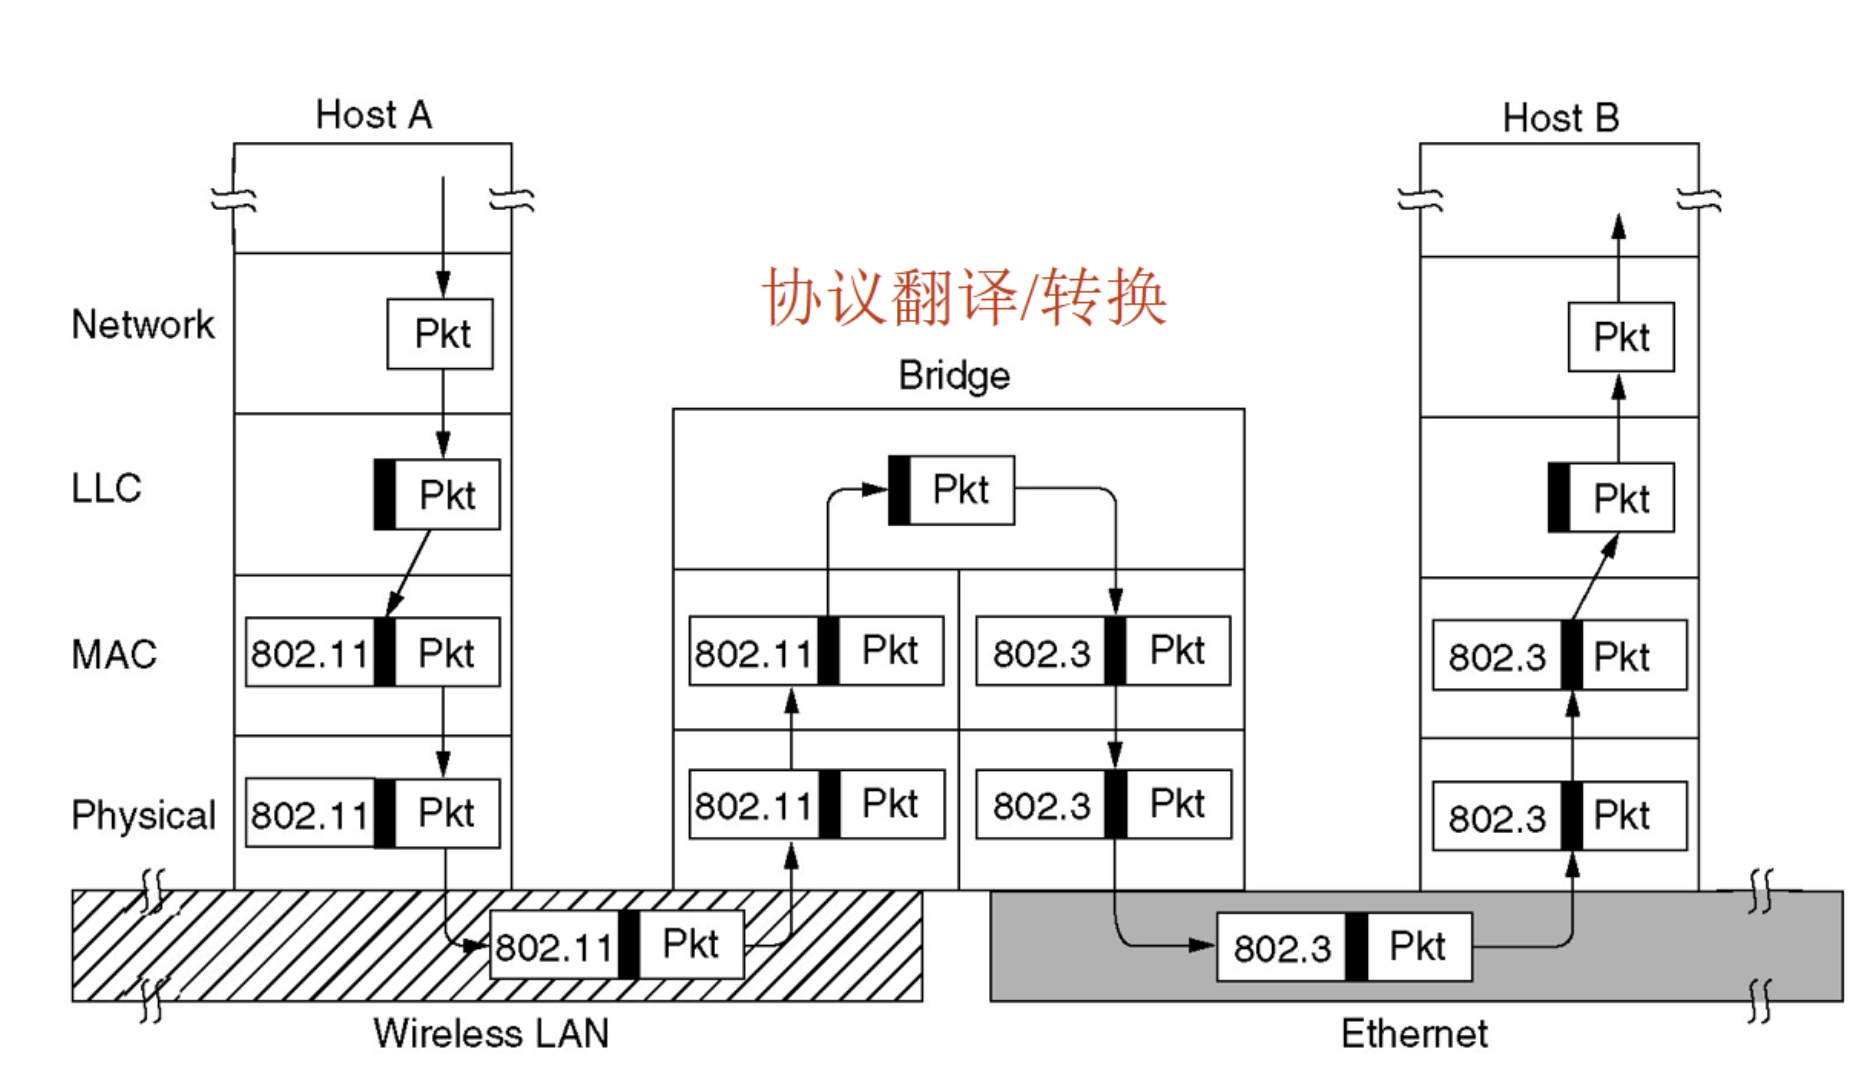 Host A
Host B
协议翻译/转换
Network
Pkt
Pkt
Bridge
LLC
Pkt
Pkt
Pkt
MAC
802.11 Pkt
802.11 Pkt
802.3 Pkt
802.3 Pkt
Physical
802.11 Pkt
802.11 Pkt
802.3 Pkt
802.3 Pkt
802.11 Pkt
802.3 Pkt
Wireless LAN
Ethernet